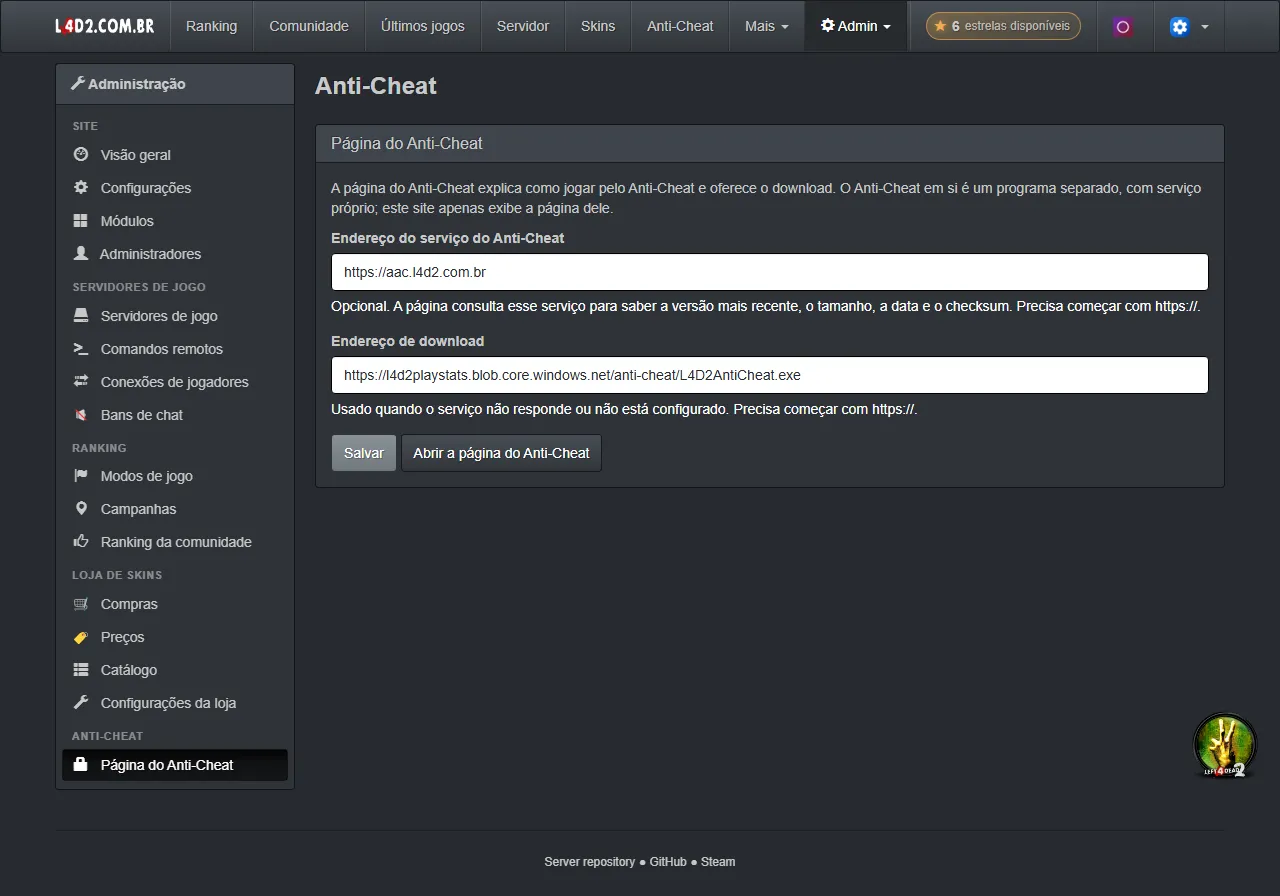 L4D2.COM.BR
Ranking
Comunidade
Últimos jogos
Servidor
Skins
Anti-Cheat
Mais
Admin
6 estrelas disponíveis
Administração
SITE
Visão geral
Configurações
Módulos
Administradores
SERVIDORES DE JOGO
Servidores de jogo
Comandos remotos
Conexões de jogadores
Bans de chat
RANKING
Modos de jogo
Campanhas
Ranking da comunidade
LOJA DE SKINS
Compras
Preços
Catálogo
Configurações da loja
ANTI-CHEAT
Página do Anti-Cheat
Anti-Cheat
Página do Anti-Cheat
A página do Anti-Cheat explica como jogar pelo Anti-Cheat e oferece o download. O Anti-Cheat em si é um programa separado, com serviço
próprio; este site apenas exibe a página dele.
Endereço do serviço do Anti-Cheat
https://aac.l4d2.com.br
Opcional. A página consulta esse serviço para saber a versão mais recente, o tamanho, a data e o checksum. Precisa começar com https://.
Endereço de download
https://l4d2playstats.blob.core.windows.net/anti-cheat/L4D2AntiCheat.exe
Usado quando o serviço não responde ou não está configurado. Precisa começar com https://.
Salvar
Abrir a página do Anti-Cheat
LEFT 4 DEAD 2
Server repository ● GitHub ● Steam